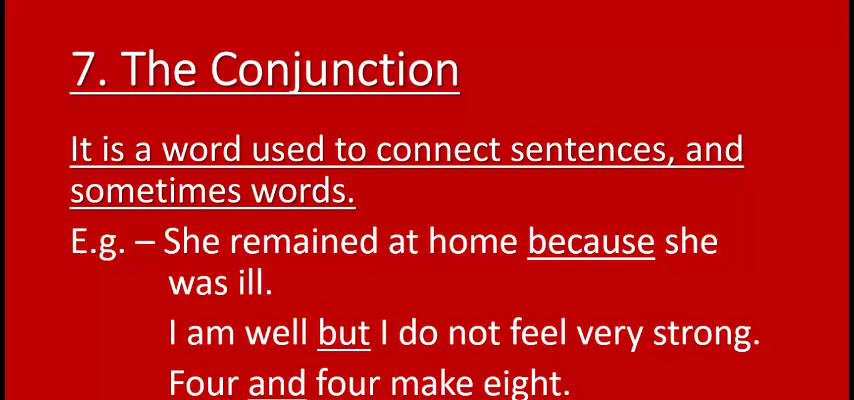 7. The Conjunction
It is a word used to connect sentences, and
sometimes words.
E.g. – She remained at home because she
was ill.
I am well but I do not feel very strong.
Four and four make eight.